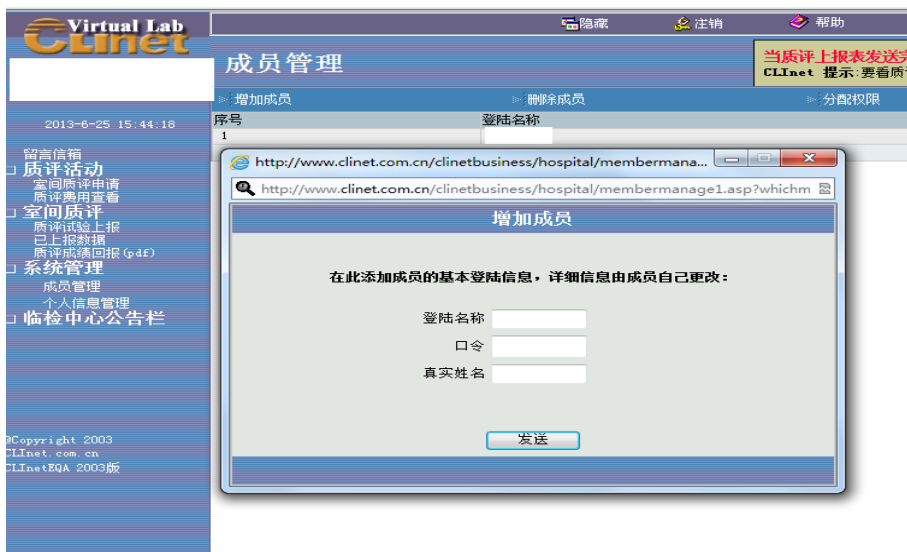 Virtual Lab
CLInet
隐藏 注销 帮助
成员管理
当质评上报表发送完
CLInet 提示:要看质
增加成员 删除成员 分配权限
2013-6-25 15:44:18
序号 登陆名称
1
留言信箱
质评活动
室间质评申请
质评费用查看
室间质评
质评试验上报
已上报数据
质评成绩回报(pdf)
系统管理
成员管理
个人信息管理
临检中心公告栏
@Copyright 2003
CLInet.com.cn
CLInetEQA 2003版
http://www.clinet.com.cn/clinetbusiness/hospital/membermana...
http://www.clinet.com.cn/clinetbusiness/hospital/membermanage1.asp?whichm
增加成员
在此添加成员的基本登陆信息，详细信息由成员自己更改：
登陆名称
口令
真实姓名
发送